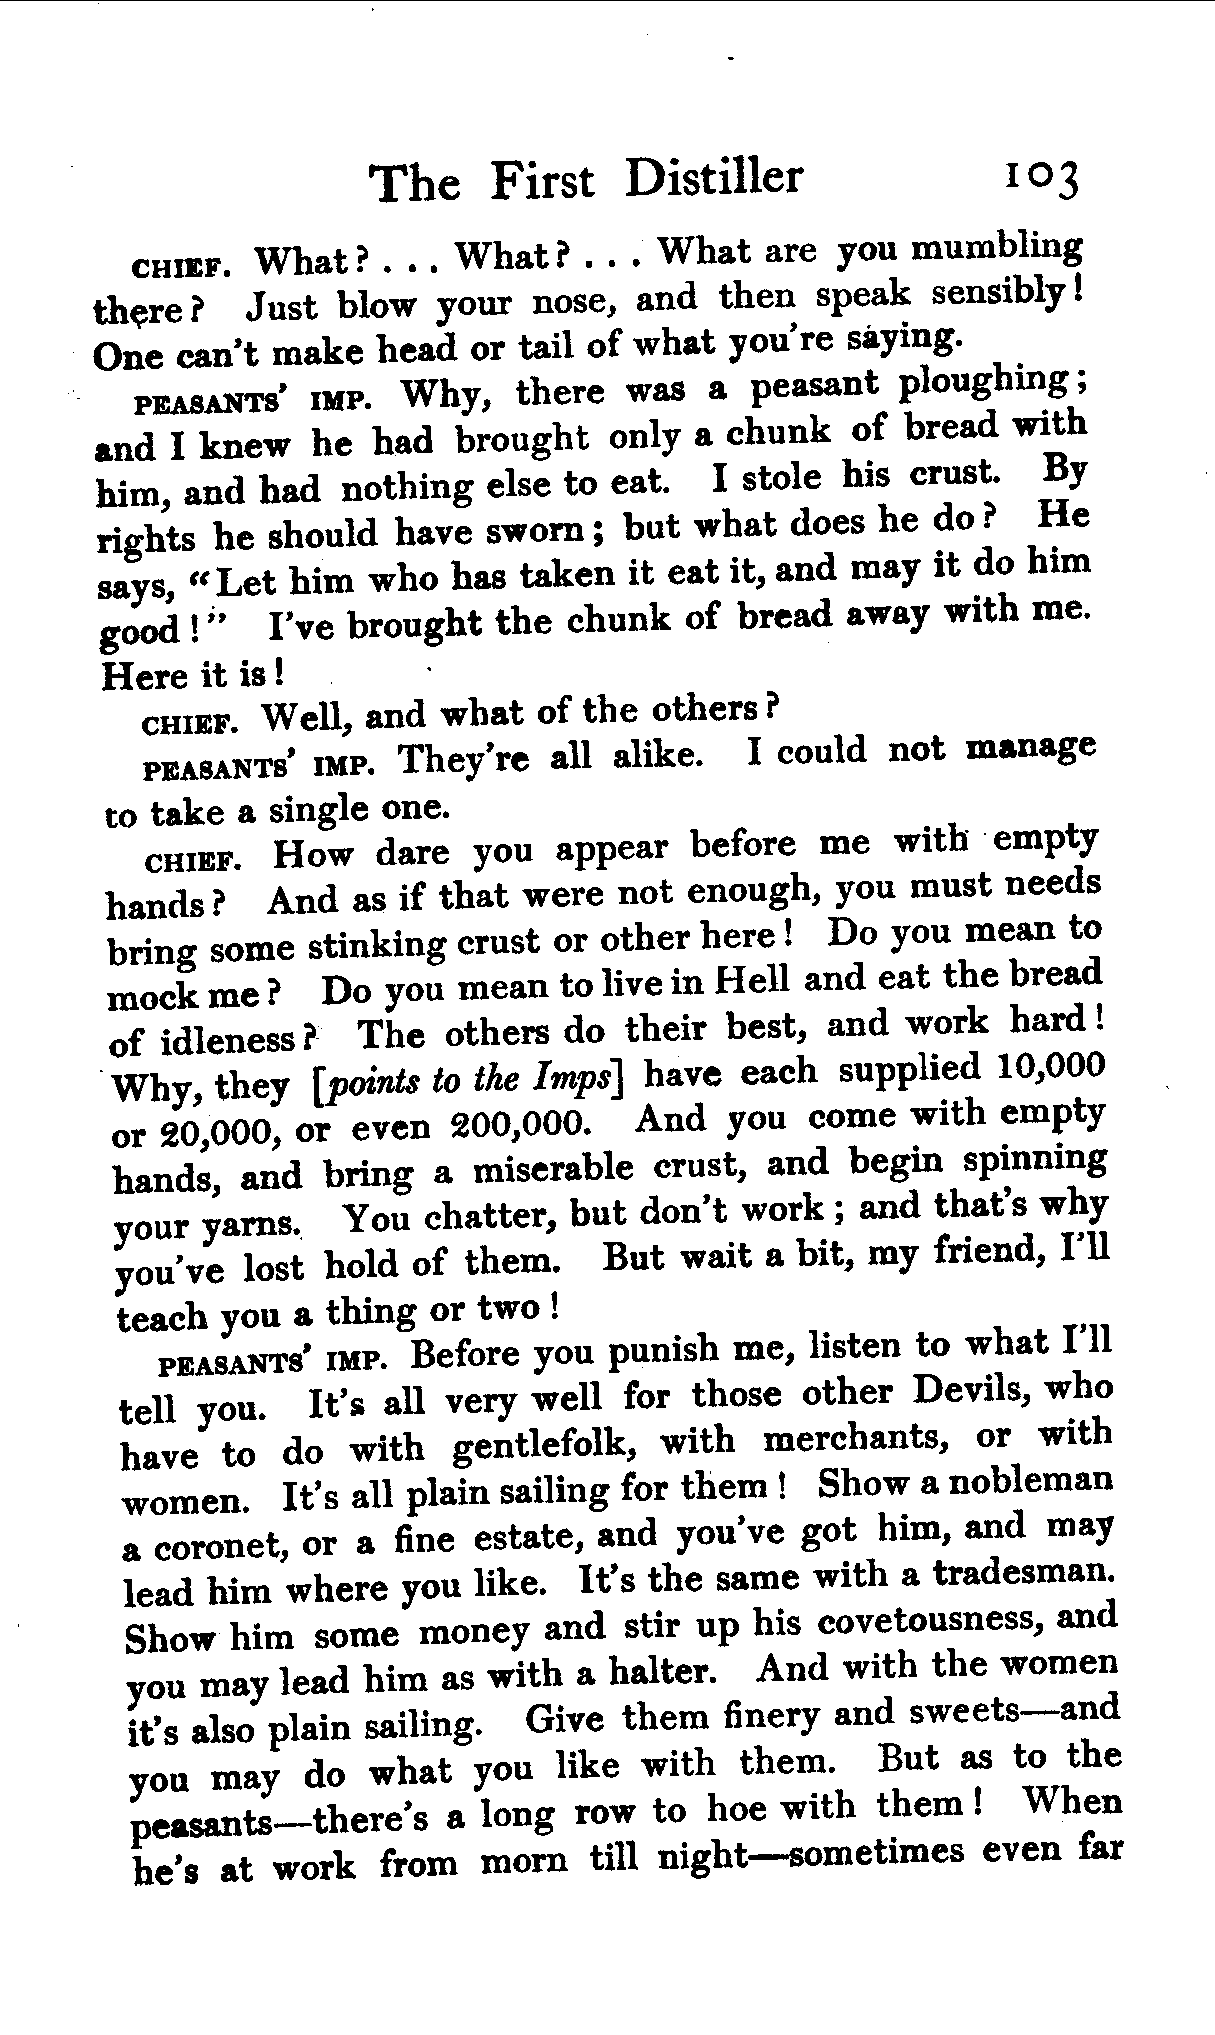 The First Distiller 103
CHIEF. What? . . . What? . . . What are you mumbling
there? Just blow your nose, and then speak sensibly!
One can't make head or tail of what you're saying.
PEASANTS' IMP. Why, there was a peasant ploughing;
and I knew he had brought only a chunk of bread with
him, and had nothing else to eat. I stole his crust. By
rights he should have sworn; but what does he do? He
says, "Let him who has taken it eat it, and may it do him
good!" I've brought the chunk of bread away with me.
Here it is!
CHIEF. Well, and what of the others?
PEASANTS' IMP. They're all alike. I could not manage
to take a single one.
CHIEF. How dare you appear before me with empty
hands? And as if that were not enough, you must needs
bring some stinking crust or other here! Do you mean to
mock me? Do you mean to live in Hell and eat the bread
of idleness? The others do their best, and work hard!
Why, they [points to the Imps] have each supplied 10,000
or 20,000, or even 200,000. And you come with empty
hands, and bring a miserable crust, and begin spinning
your yarns. You chatter, but don't work; and that's why
you've lost hold of them. But wait a bit, my friend, I'll
teach you a thing or two!
PEASANTS' IMP. Before you punish me, listen to what I'll
tell you. It's all very well for those other Devils, who
have to do with gentlefolk, with merchants, or with
women. It's all plain sailing for them! Show a nobleman
a coronet, or a fine estate, and you've got him, and may
lead him where you like. It's the same with a tradesman.
Show him some money and stir up his covetousness, and
you may lead him as with a halter. And with the women
it's also plain sailing. Give them finery and sweets—and
you may do what you like with them. But as to the
peasants—there's a long row to hoe with them! When
he's at work from morn till night—sometimes even far